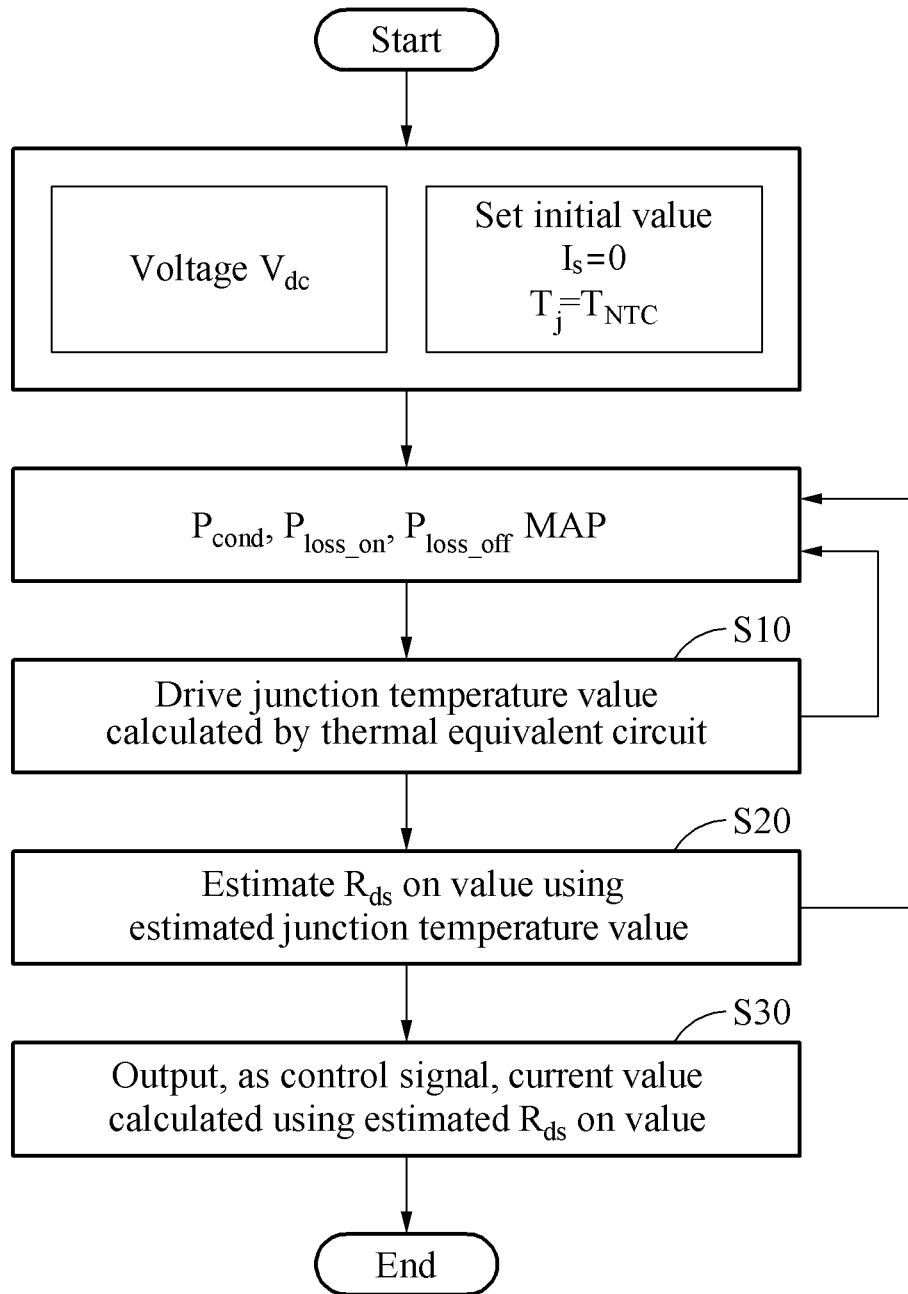 Start
Voltage V_dc
Set initial value
I_s=0
T_j=T_NTC
P_cond, P_loss_on, P_loss_off MAP
S10
Drive junction temperature value
calculated by thermal equivalent circuit
S20
Estimate R_ds on value using
estimated junction temperature value
S30
Output, as control signal, current value
calculated using estimated R_ds on value
End